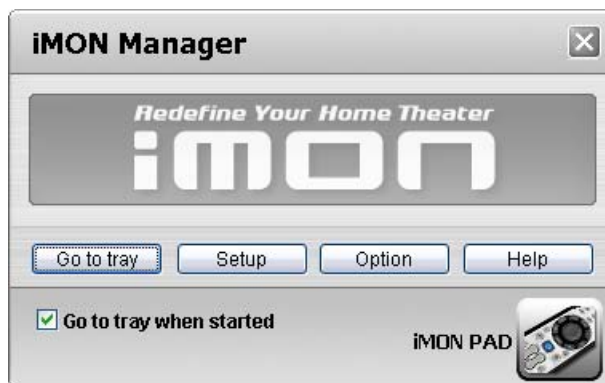 iMON Manager
Redefine Your Home Theater
imon
Go to tray Setup Option Help
Go to tray when started
iMON PAD